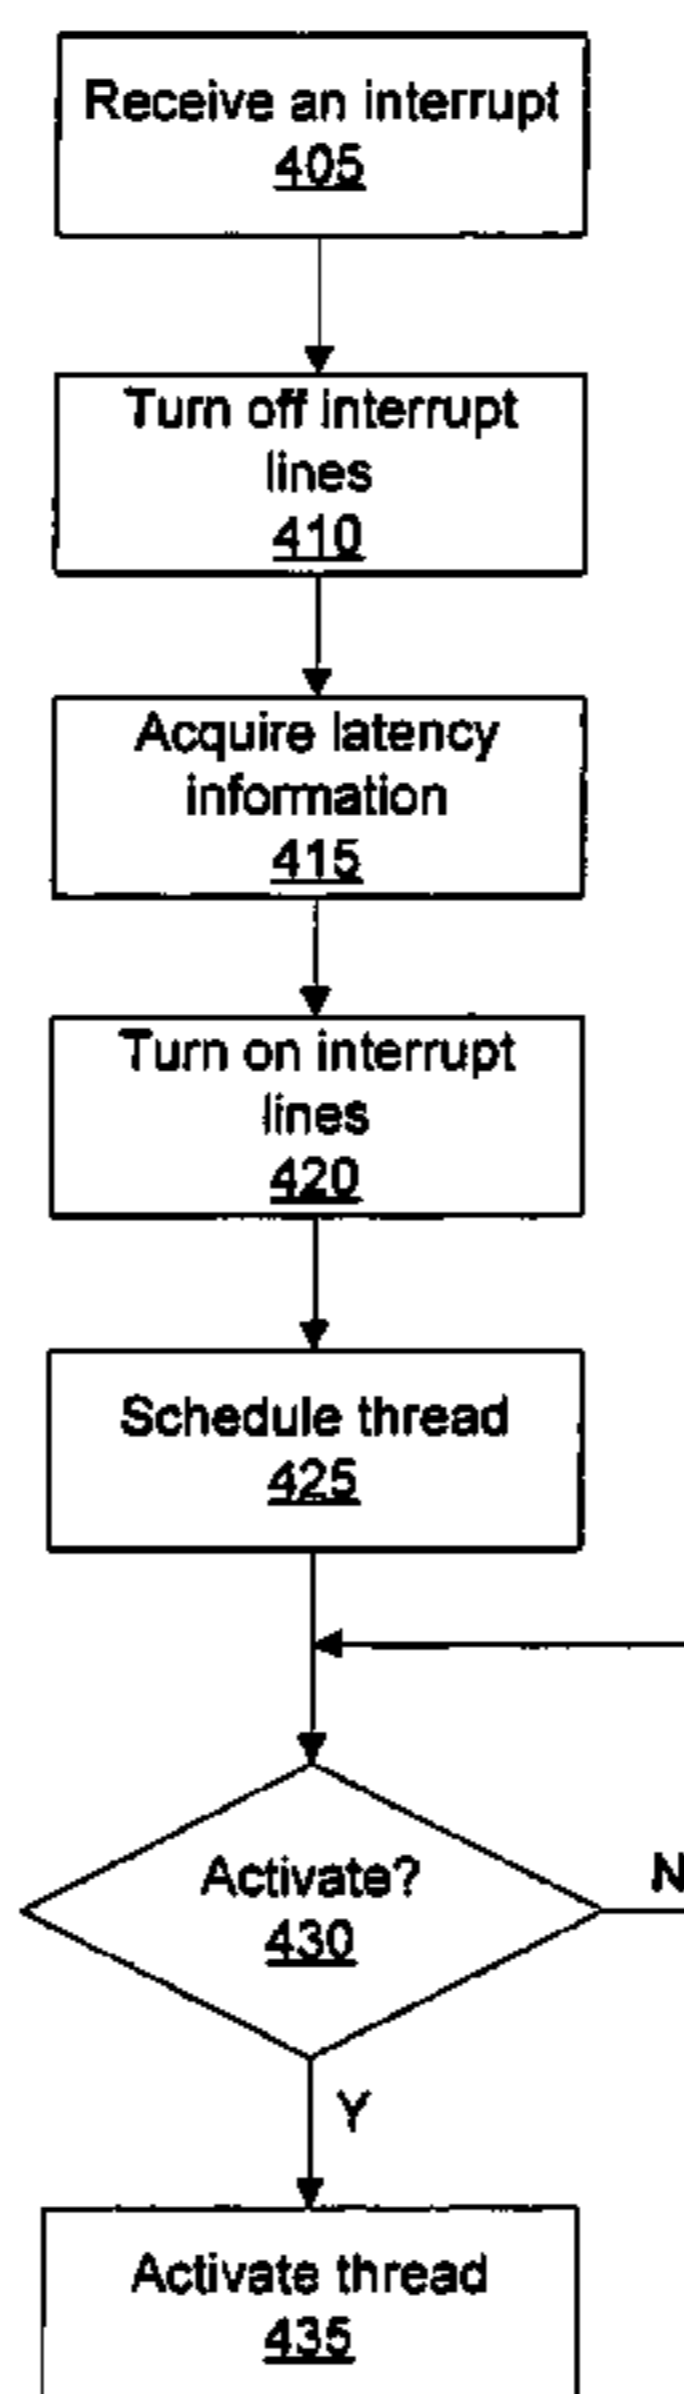 Receive an interrupt
405
Turn off interrupt
lines
410
Acquire latency
information
415
Turn on interrupt
lines
420
Schedule thread
425
Activate?
430
N
Y
Activate thread
435